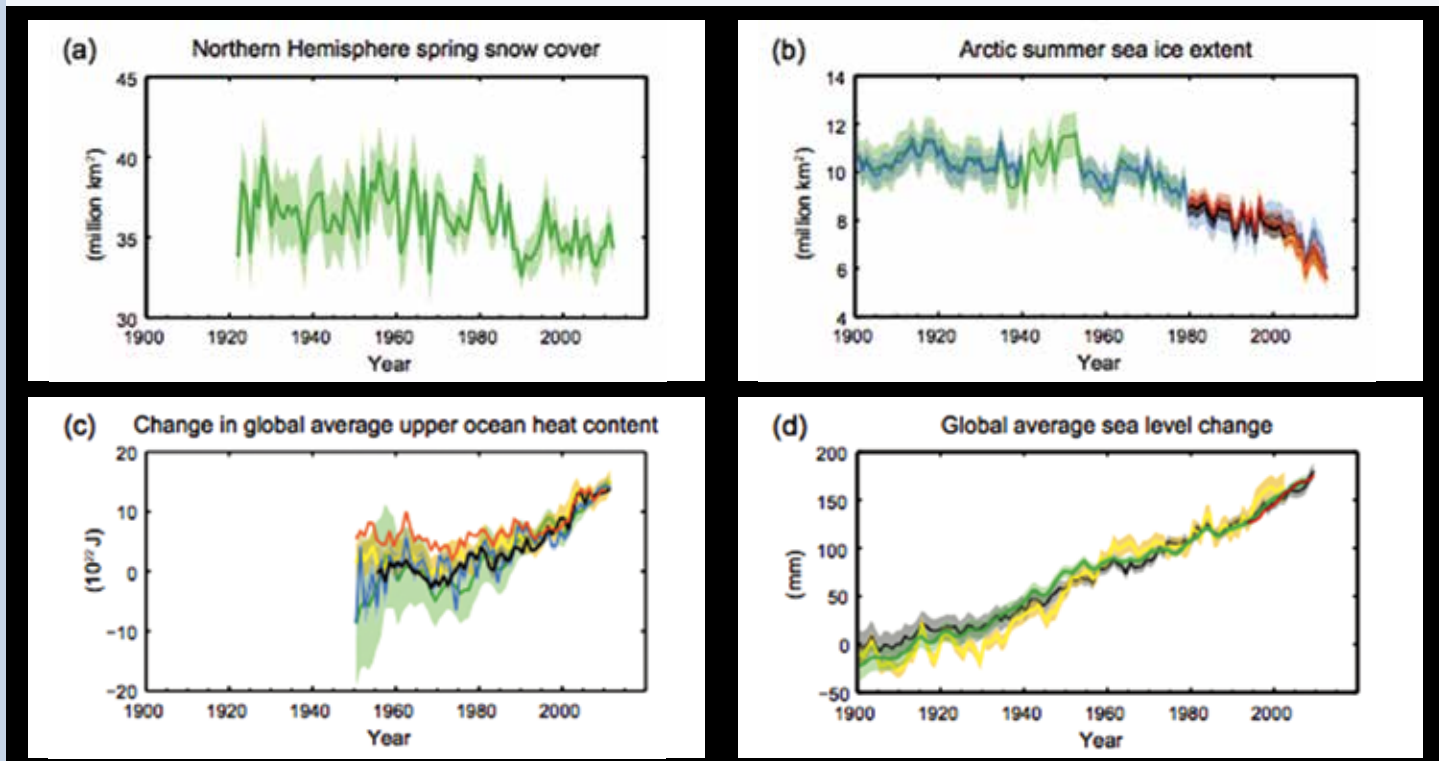 (a) Northern Hemisphere spring snow cover
45
40
35
30
(million km²)
1900 1920 1940 1960 1980 2000
Year
(b) Arctic summer sea ice extent
14
12
10
8
6
4
(million km²)
1900 1920 1940 1960 1980 2000
Year
(c) Change in global average upper ocean heat content
20
10
0
−10
−20
(10²² J)
1900 1920 1940 1960 1980 2000
Year
(d) Global average sea level change
200
150
100
50
0
−50
(mm)
1900 1920 1940 1960 1980 2000
Year